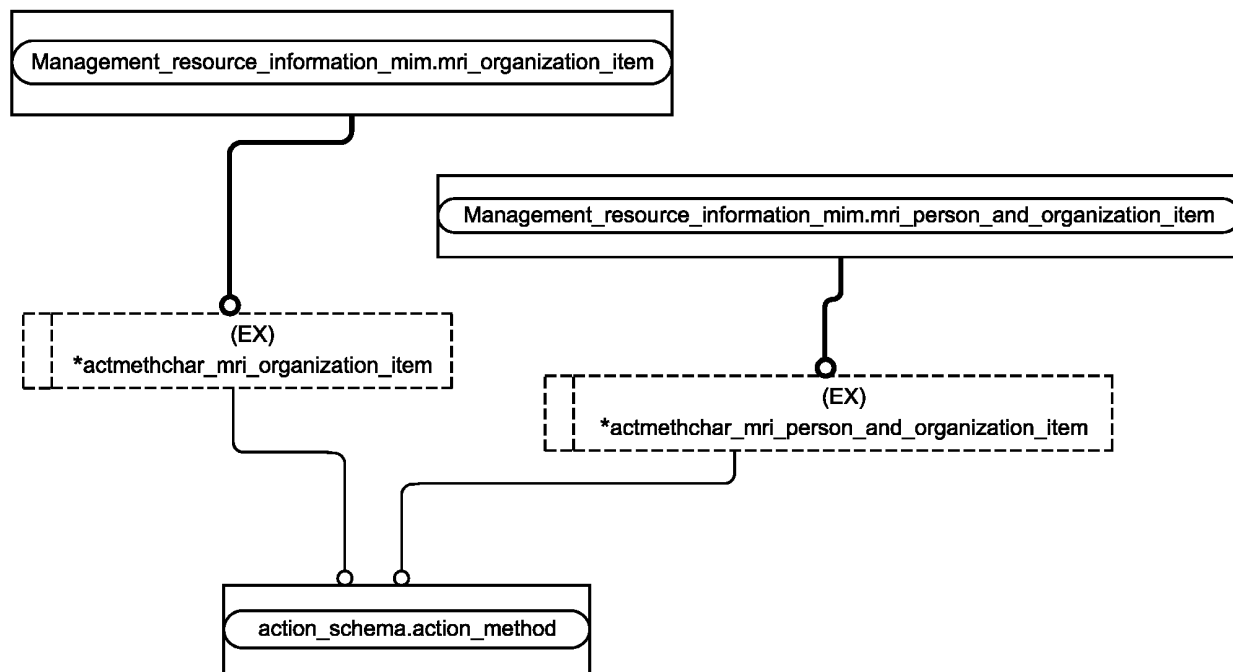 Management_resource_information_mim.mri_organization_item
Management_resource_information_mim.mri_person_and_organization_item
(EX)
*actmethchar_mri_organization_item
(EX)
*actmethchar_mri_person_and_organization_item
action_schema.action_method